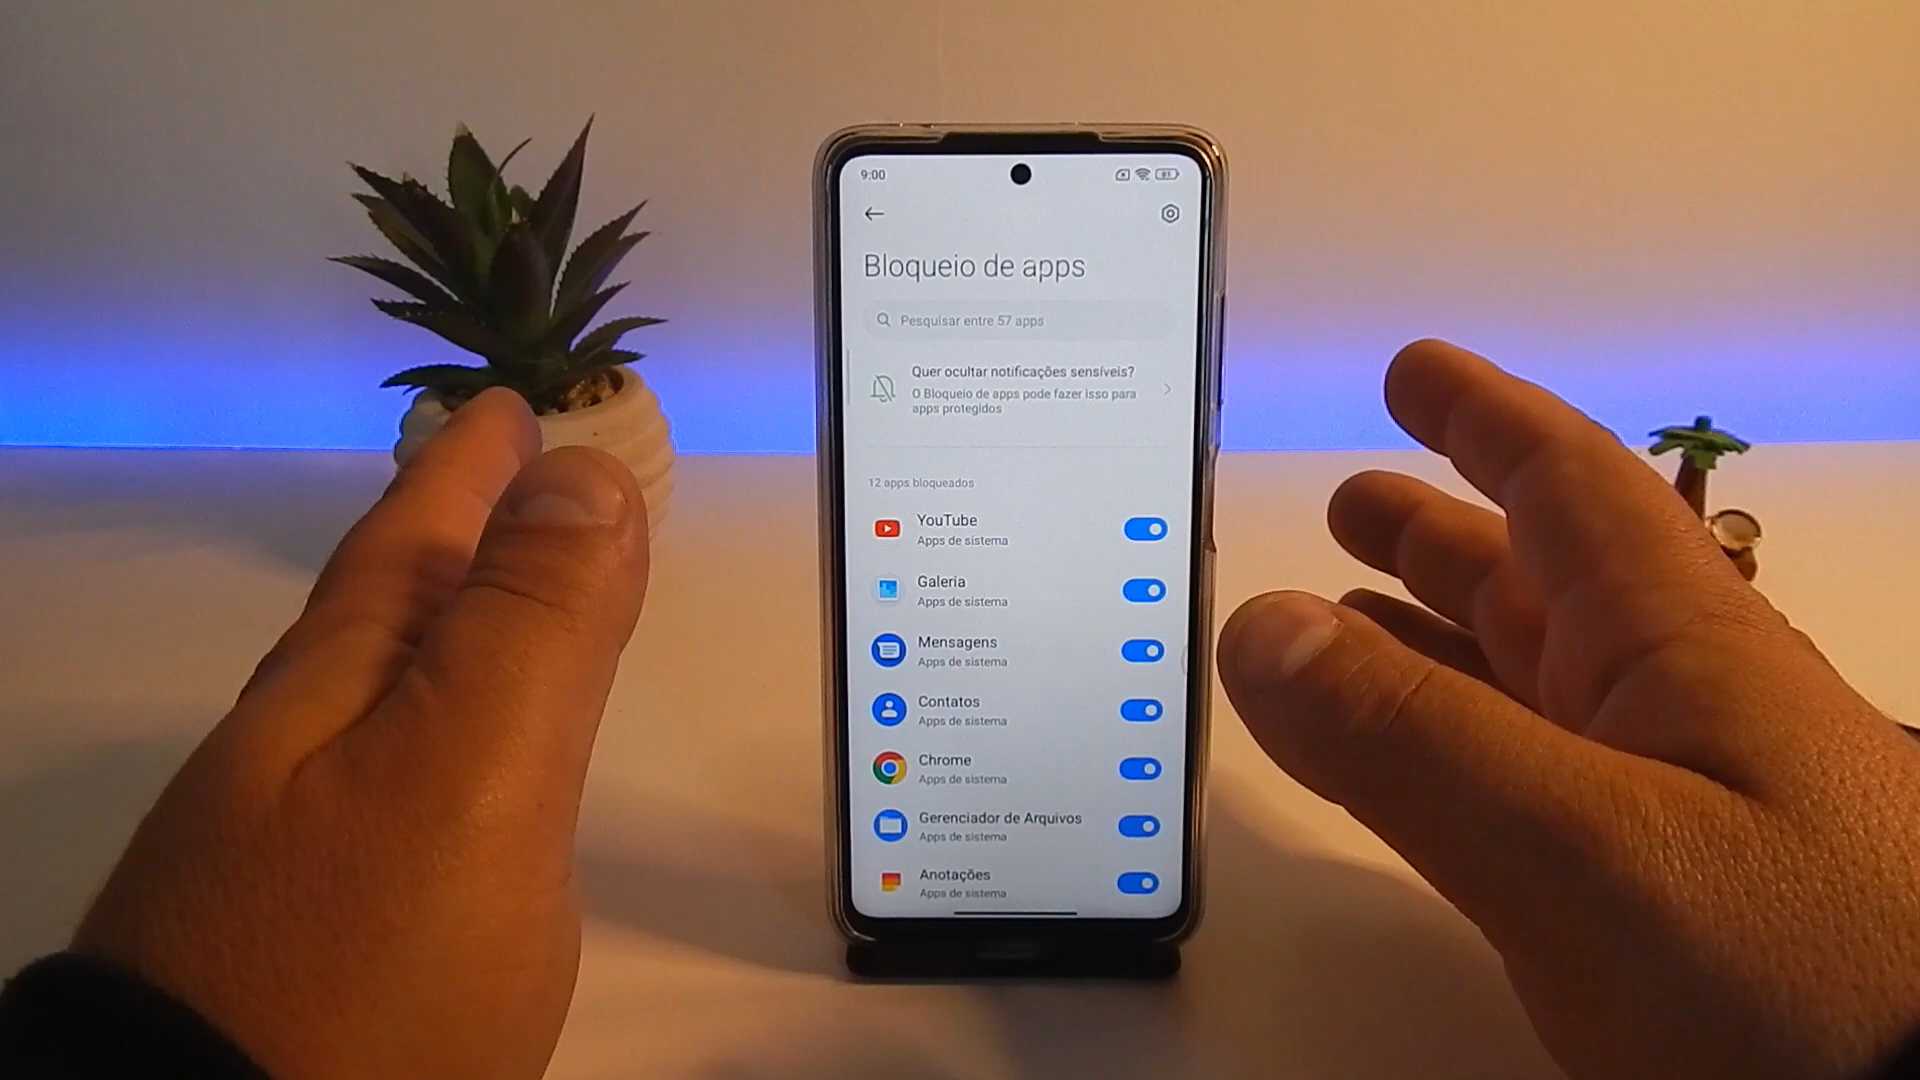 9:00
81
Bloqueio de apps
Pesquisar entre 57 apps
Quer ocultar notificações sensíveis?
O Bloqueio de apps pode fazer isso para
apps protegidos
12 apps bloqueados
YouTube
Apps de sistema
Galeria
Apps de sistema
Mensagens
Apps de sistema
Contatos
Apps de sistema
Chrome
Apps de sistema
Gerenciador de Arquivos
Apps de sistema
Anotações
Apps de sistema